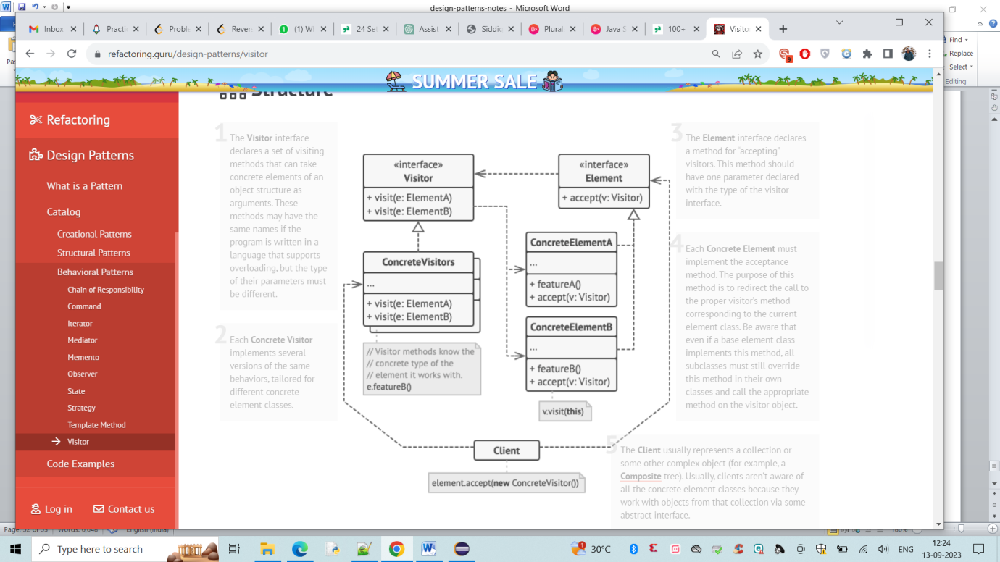 design-patterns-notes - Microsoft Word
Inbox
Practi
Proble
Rever
(1) W
24 Set
Assist
Siddic
Plural
Java S
100+
Visito
refactoring.guru/design-patterns/visitor
9
Find
Replace
Select
Editing
SUMMER SALE
Structure
Refactoring
Design Patterns
What is a Pattern
Catalog
Creational Patterns
Structural Patterns
Behavioral Patterns
Chain of Responsibility
Command
Iterator
Mediator
Memento
Observer
State
Strategy
Template Method
Visitor
Code Examples
Log in
Contact us
1
The Visitor interface
declares a set of visiting
methods that can take
concrete elements of an
object structure as
arguments. These
methods may have the
same names if the
program is written in a
language that supports
overloading, but the type
of their parameters must
be different.
2
Each Concrete Visitor
implements several
versions of the same
behaviors, tailored for
different concrete
element classes.
«interface»
Visitor
+ visit(e: ElementA)
+ visit(e: ElementB)
ConcreteVisitors
...
+ visit(e: ElementA)
+ visit(e: ElementB)
// Visitor methods know the
// concrete type of the
// element it works with.
e.featureB()
«interface»
Element
+ accept(v: Visitor)
ConcreteElementA
...
+ featureA()
+ accept(v: Visitor)
ConcreteElementB
...
+ featureB()
+ accept(v: Visitor)
v.visit(this)
Client
element.accept(new ConcreteVisitor())
3
The Element interface declares
a method for “accepting”
visitors. This method should
have one parameter declared
with the type of the visitor
interface.
4
Each Concrete Element must
implement the acceptance
method. The purpose of this
method is to redirect the call to
the proper visitor’s method
corresponding to the current
element class. Be aware that
even if a base element class
implements this method, all
subclasses must still override
this method in their own
classes and call the appropriate
method on the visitor object.
5
The Client usually represents a collection or
some other complex object (for example, a
Composite tree). Usually, clients aren’t aware of
all the concrete element classes because they
work with objects from that collection via some
abstract interface.
Type here to search
1
30°C
ENG
12:24
13-09-2023